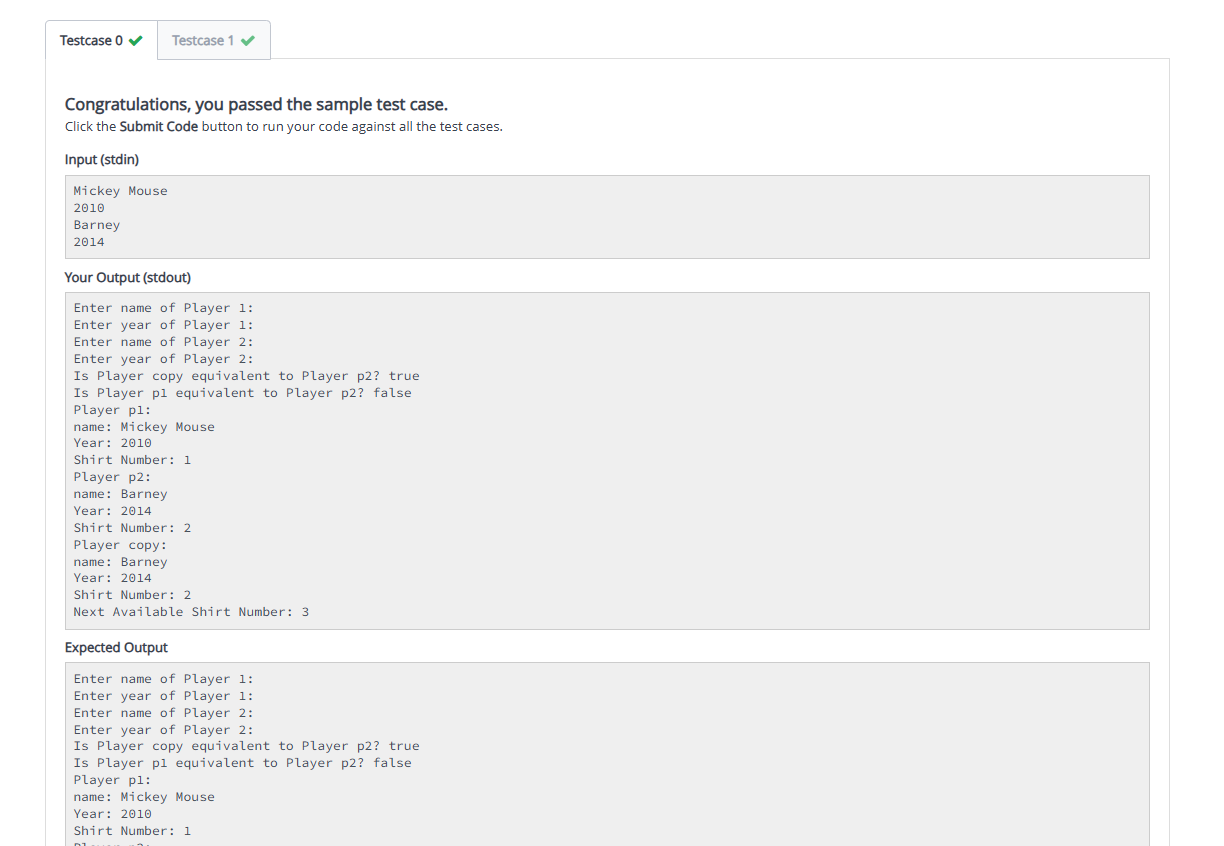 Testcase 0
Testcase 1
Congratulations, you passed the sample test case.
Click the Submit Code button to run your code against all the test cases.
Input (stdin)
Mickey Mouse
2010
Barney
2014
Your Output (stdout)
Enter name of Player 1:
Enter year of Player 1:
Enter name of Player 2:
Enter year of Player 2:
Is Player copy equivalent to Player p2? true
Is Player p1 equivalent to Player p2? false
Player p1:
name: Mickey Mouse
Year: 2010
Shirt Number: 1
Player p2:
name: Barney
Year: 2014
Shirt Number: 2
Player copy:
name: Barney
Year: 2014
Shirt Number: 2
Next Available Shirt Number: 3
Expected Output
Enter name of Player 1:
Enter year of Player 1:
Enter name of Player 2:
Enter year of Player 2:
Is Player copy equivalent to Player p2? true
Is Player p1 equivalent to Player p2? false
Player p1:
name: Mickey Mouse
Year: 2010
Shirt Number: 1